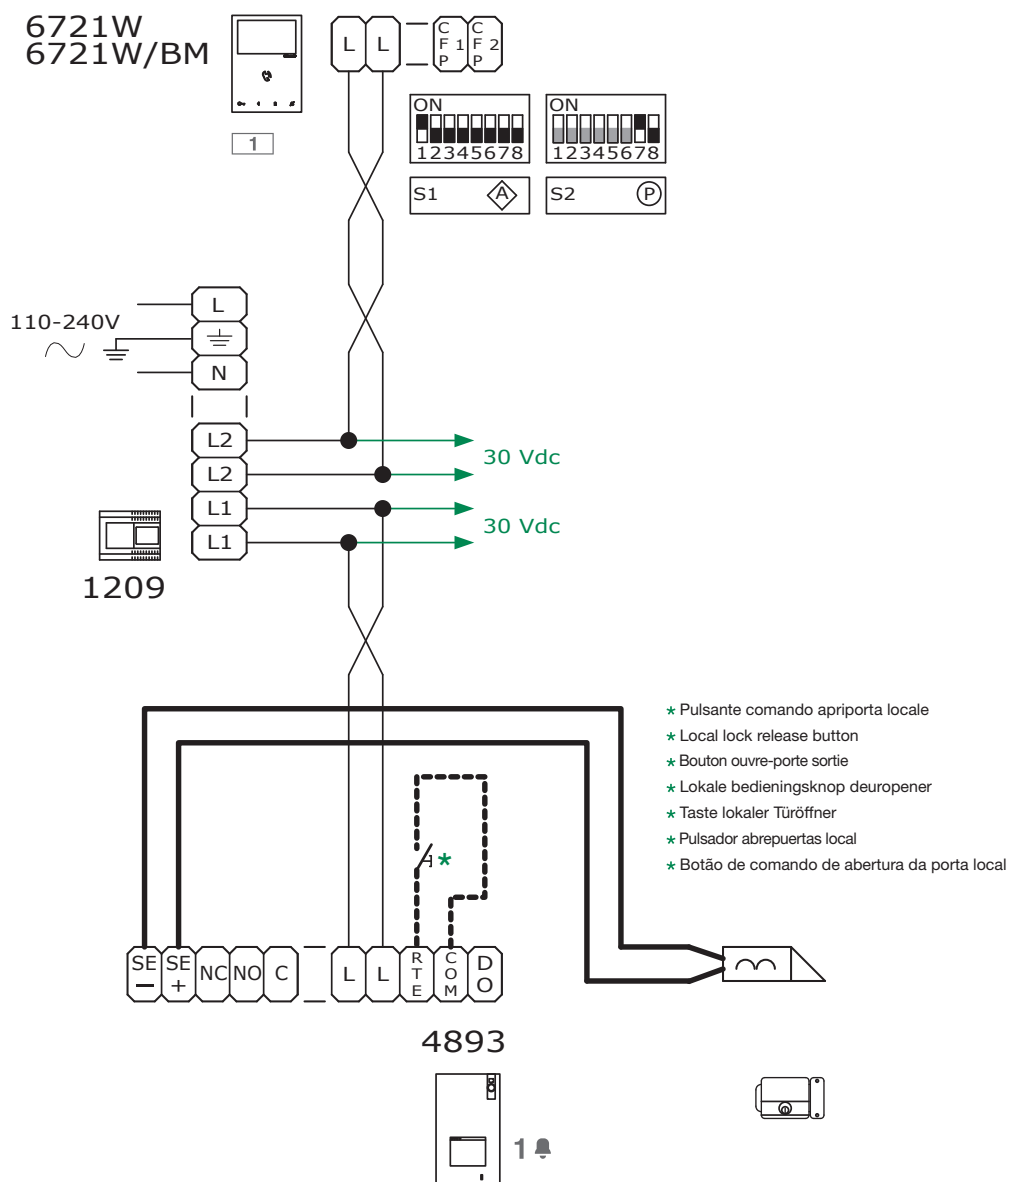 6721W
6721W/BM
L L CFP 1 CFP 2
1
ON
12345678
ON
12345678
S1 A
S2 P
110-240V
L
N
L2
L2
30 Vdc
L1
L1
30 Vdc
1209
* Pulsante comando apriporta locale
* Local lock release button
* Bouton ouvre-porte sortie
* Lokale bedieningsknop deuropener
* Taste lokaler Türöffner
* Pulsador abrepuertas local
* Botão de comando de abertura da porta local
*
SE - SE + NC NO C L L RTE COM DO
4893
1